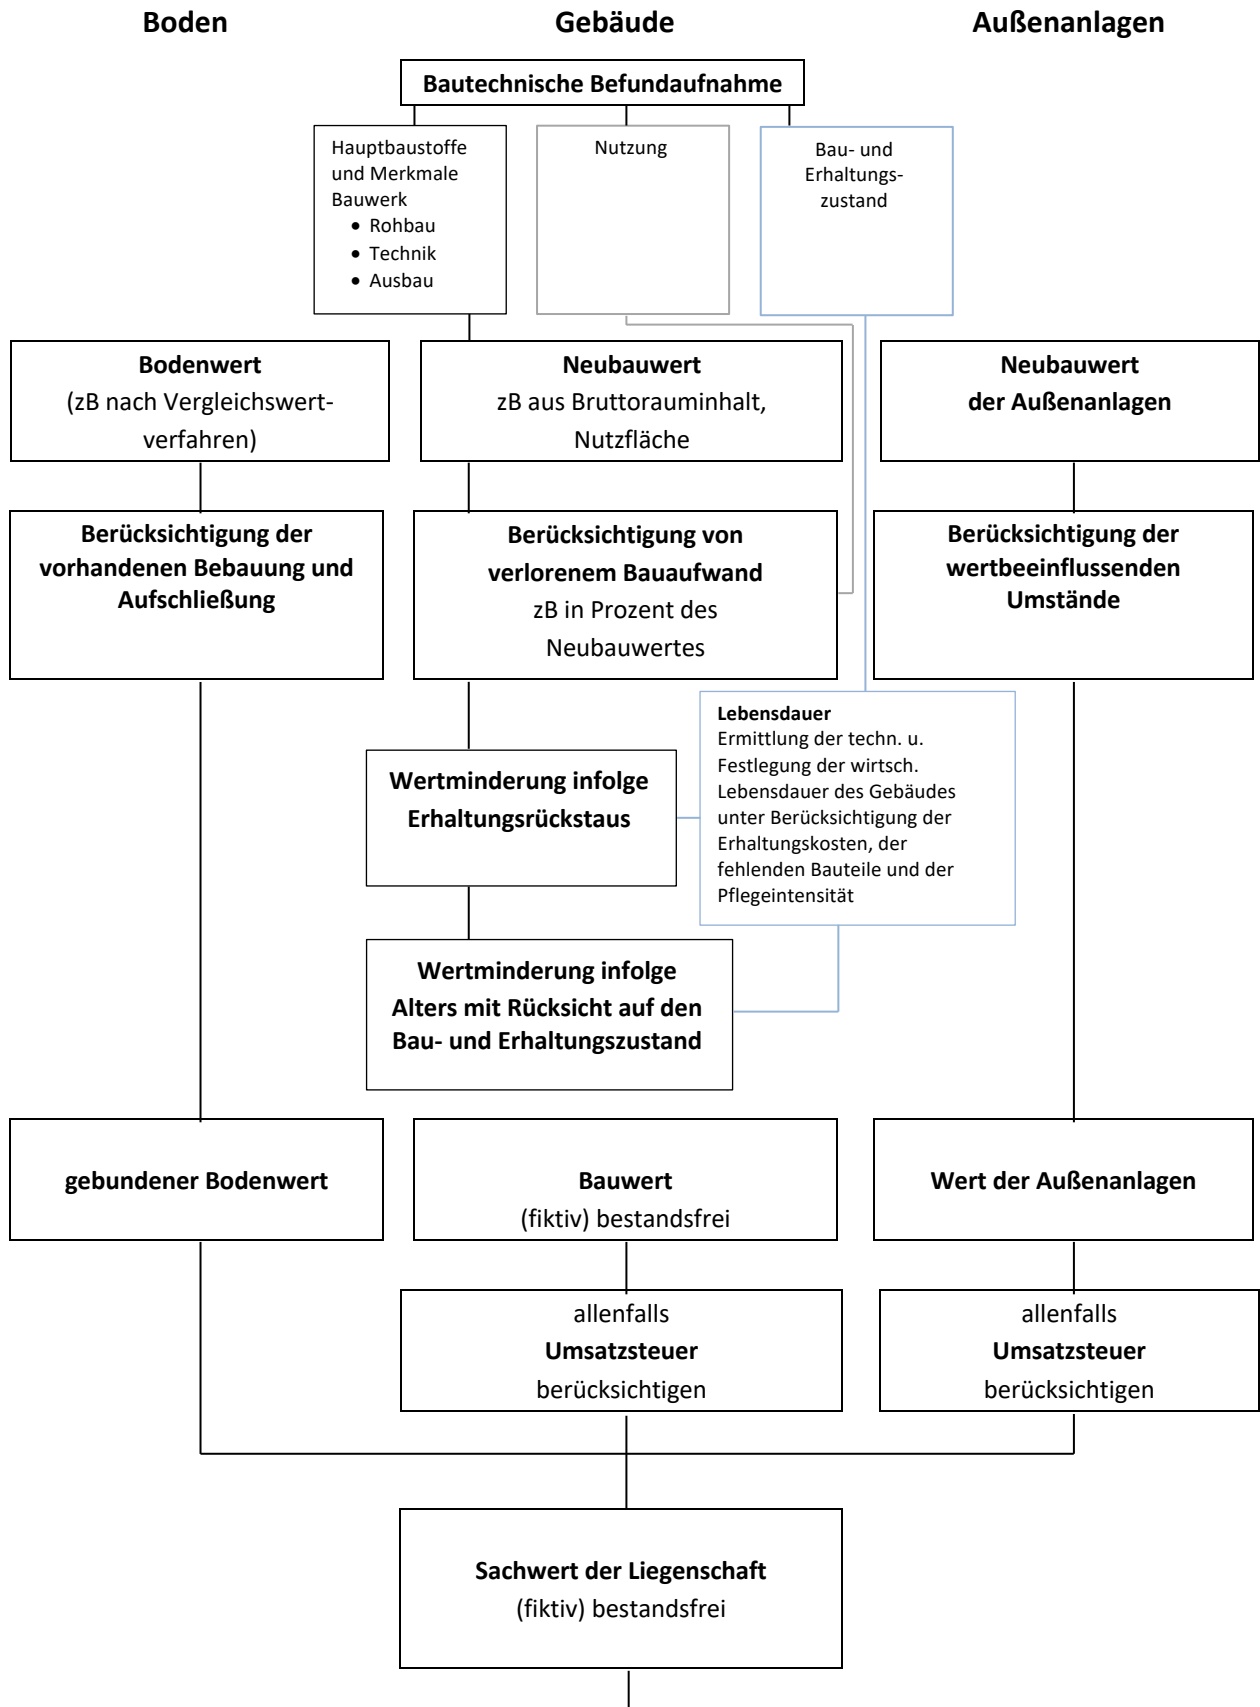 Boden
Gebäude
Außenanlagen
Bautechnische Befundaufnahme
Hauptbaustoffe
und Merkmale
Bauwerk
• Rohbau
• Technik
• Ausbau
Nutzung
Bau- und
Erhaltungs-
zustand
Bodenwert
(zB nach Vergleichswert-
verfahren)
Neubauwert
zB aus Bruttorauminhalt,
Nutzfläche
Neubauwert
der Außenanlagen
Berücksichtigung der
vorhandenen Bebauung und
Aufschließung
Berücksichtigung von
verlorenem Bauaufwand
zB in Prozent des
Neubauwertes
Berücksichtigung der
wertbeeinflussenden
Umstände
Lebensdauer
Ermittlung der techn. u.
Festlegung der wirtsch.
Lebensdauer des Gebäudes
unter Berücksichtigung der
Erhaltungskosten, der
fehlenden Bauteile und der
Pflegeintensität
Wertminderung infolge
Erhaltungsrückstaus
Wertminderung infolge
Alters mit Rücksicht auf den
Bau- und Erhaltungszustand
gebundener Bodenwert
Bauwert
(fiktiv) bestandsfrei
Wert der Außenanlagen
allenfalls
Umsatzsteuer
berücksichtigen
allenfalls
Umsatzsteuer
berücksichtigen
Sachwert der Liegenschaft
(fiktiv) bestandsfrei